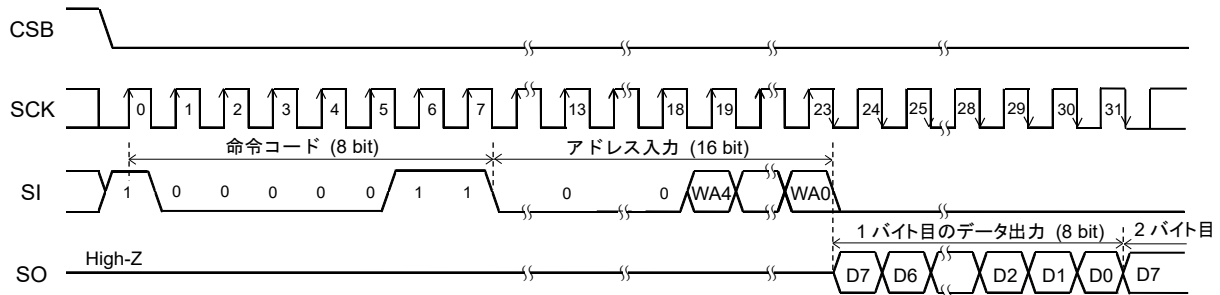 CSB
SCK 0 1 2 3 4 5 6 7 13 18 19 23 24 25 28 29 30 31
命令コード (8 bit) アドレス入力 (16 bit)
SI 1 0 0 0 0 0 1 1 0 0 WA4 WA0
1 バイト目のデータ出力 (8 bit) 2 バイト目
High-Z
SO D7 D6 D2 D1 D0 D7